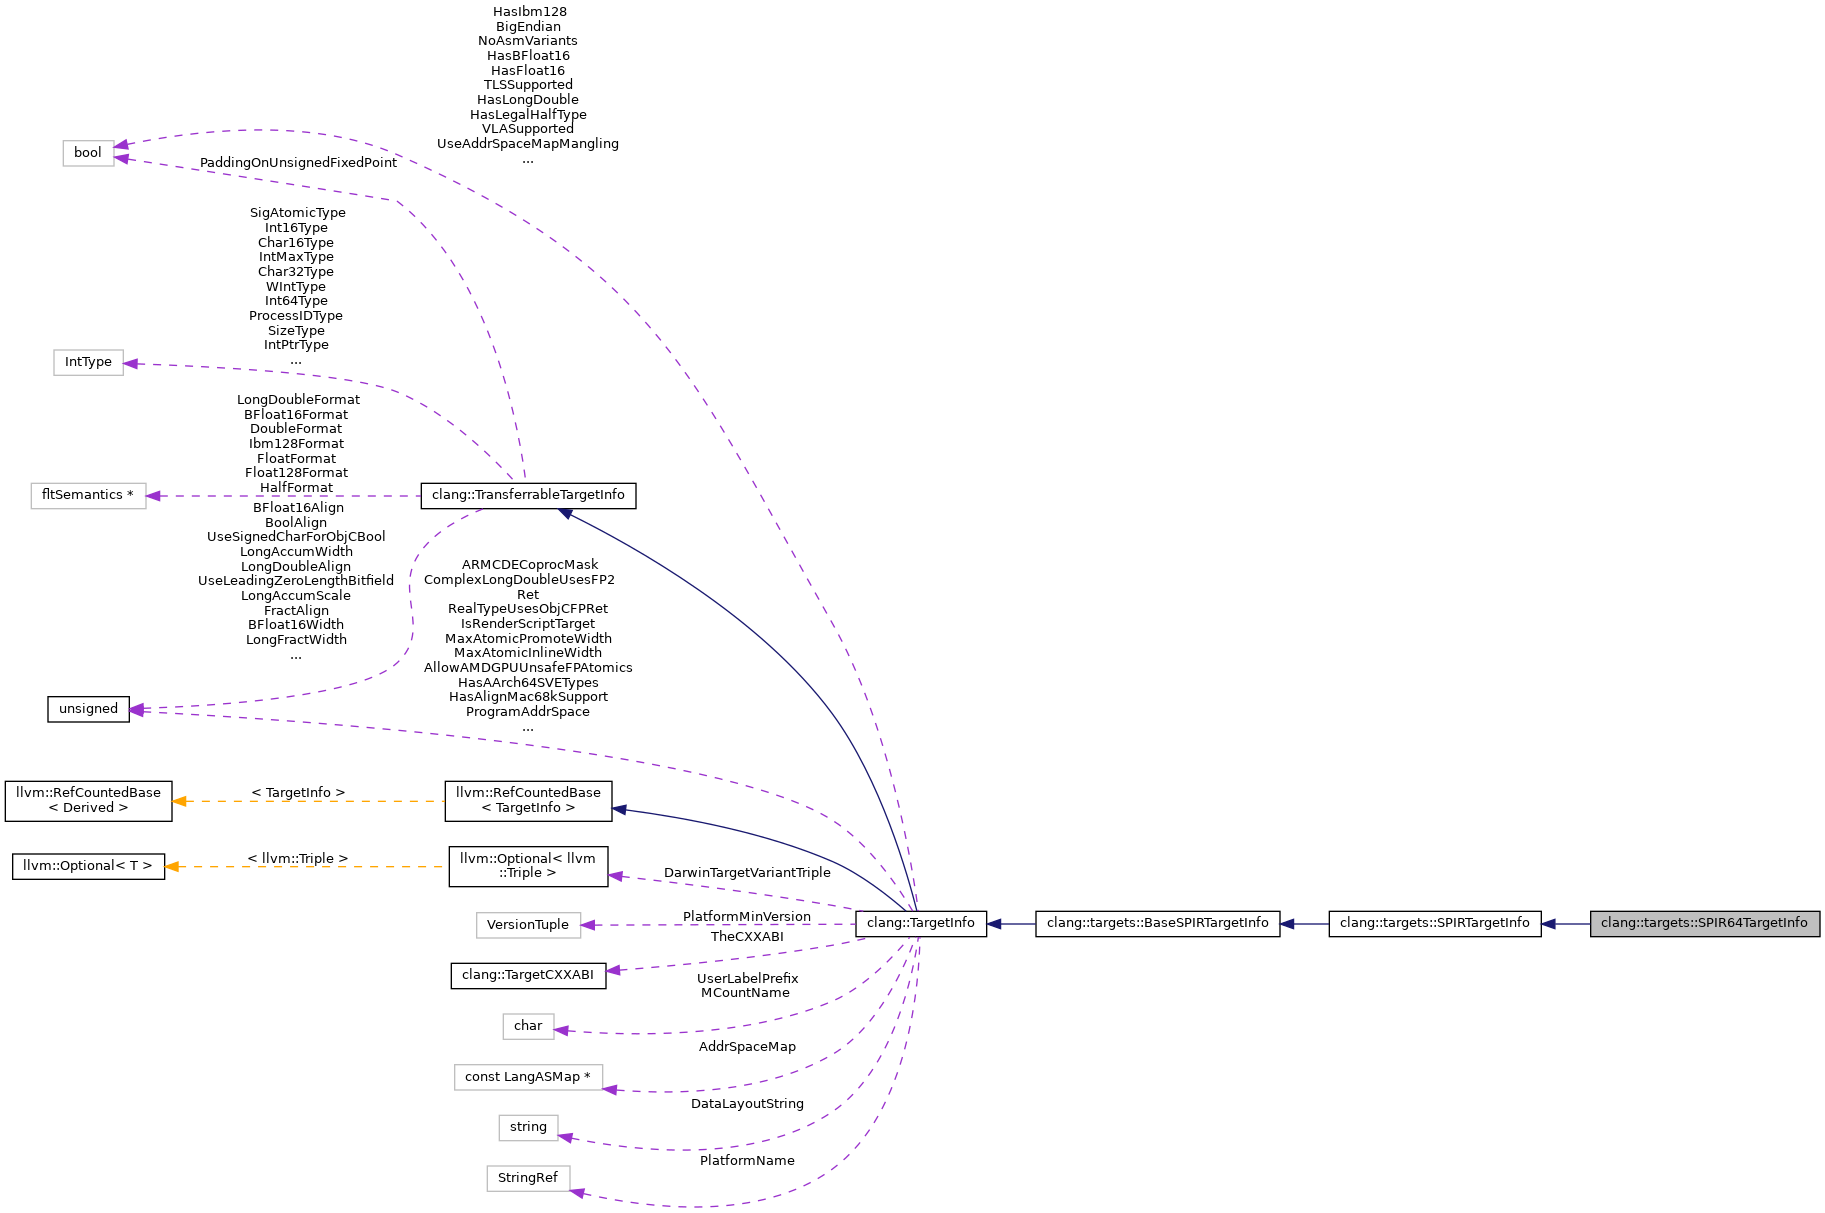 HasIbm128
BigEndian
NoAsmVariants
HasBFloat16
HasFloat16
TLSSupported
HasLongDouble
HasLegalHalfType
VLASupported
UseAddrSpaceMapMangling
...
bool
PaddingOnUnsignedFixedPoint
SigAtomicType
Int16Type
Char16Type
IntMaxType
Char32Type
WIntType
Int64Type
ProcessIDType
SizeType
IntPtrType
...
IntType
LongDoubleFormat
BFloat16Format
DoubleFormat
Ibm128Format
FloatFormat
Float128Format
HalfFormat
fltSemantics *
clang::TransferrableTargetInfo
BFloat16Align
BoolAlign
UseSignedCharForObjCBool
LongAccumWidth
LongDoubleAlign
UseLeadingZeroLengthBitfield
LongAccumScale
FractAlign
BFloat16Width
LongFractWidth
...
ARMCDECoprocMask
ComplexLongDoubleUsesFP2
Ret
RealTypeUsesObjCFPRet
IsRenderScriptTarget
MaxAtomicPromoteWidth
MaxAtomicInlineWidth
AllowAMDGPUUnsafeFPAtomics
HasAArch64SVETypes
HasAlignMac68kSupport
ProgramAddrSpace
...
unsigned
llvm::RefCountedBase
< Derived >
< TargetInfo >
llvm::RefCountedBase
< TargetInfo >
llvm::Optional< T >
< llvm::Triple >
llvm::Optional< llvm
::Triple >
DarwinTargetVariantTriple
VersionTuple
PlatformMinVersion
clang::TargetInfo
clang::targets::BaseSPIRTargetInfo
clang::targets::SPIRTargetInfo
clang::targets::SPIR64TargetInfo
TheCXXABI
clang::TargetCXXABI
UserLabelPrefix
MCountName
char
AddrSpaceMap
const LangASMap *
DataLayoutString
string
PlatformName
StringRef